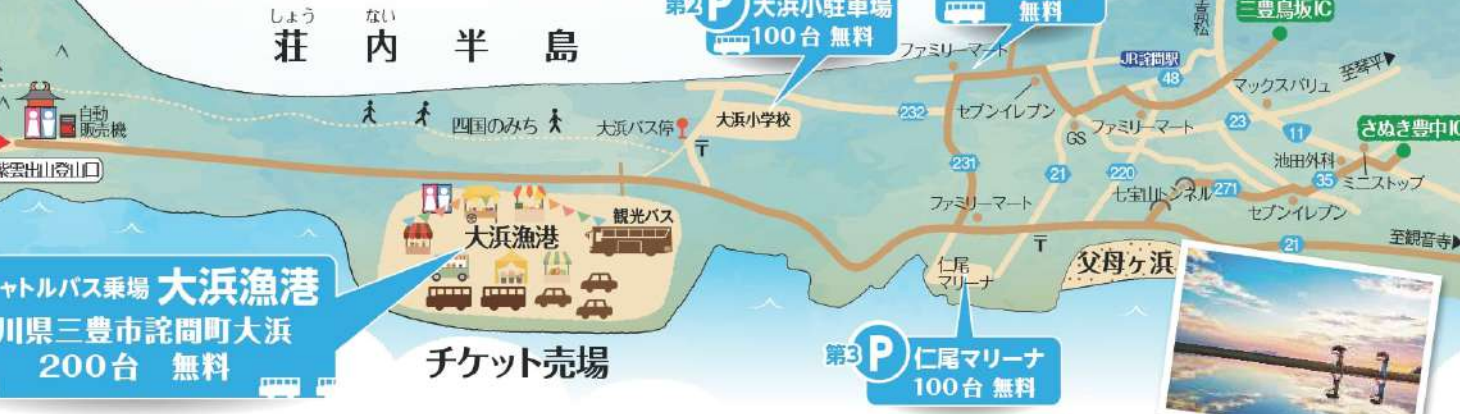 しょう ない
荘内半島
第2 P 大浜小駐車場
100台 無料
無料
三豊鳥坂IC
ファミリーマート
JR詫間駅
48
マックスバリュ
至琴平
自動
販売機
四国のみち
大浜バス停
大浜小学校
〒
232
セブンイレブン
GS
ファミリーマート
23
11
さぬき豊中IC
紫雲出山登山口
231
21
220
七宝山トンネル
271
池田外科
35
ミニストップ
セブンイレブン
ファミリーマート
観光バス
大浜漁港
〒
21
至観音寺
仁尾
マリーナ
父母ヶ浜
ャトルバス乗場 大浜漁港
川県三豊市詫間町大浜
200台 無料
チケット売場
第3 P 仁尾マリーナ
100台 無料